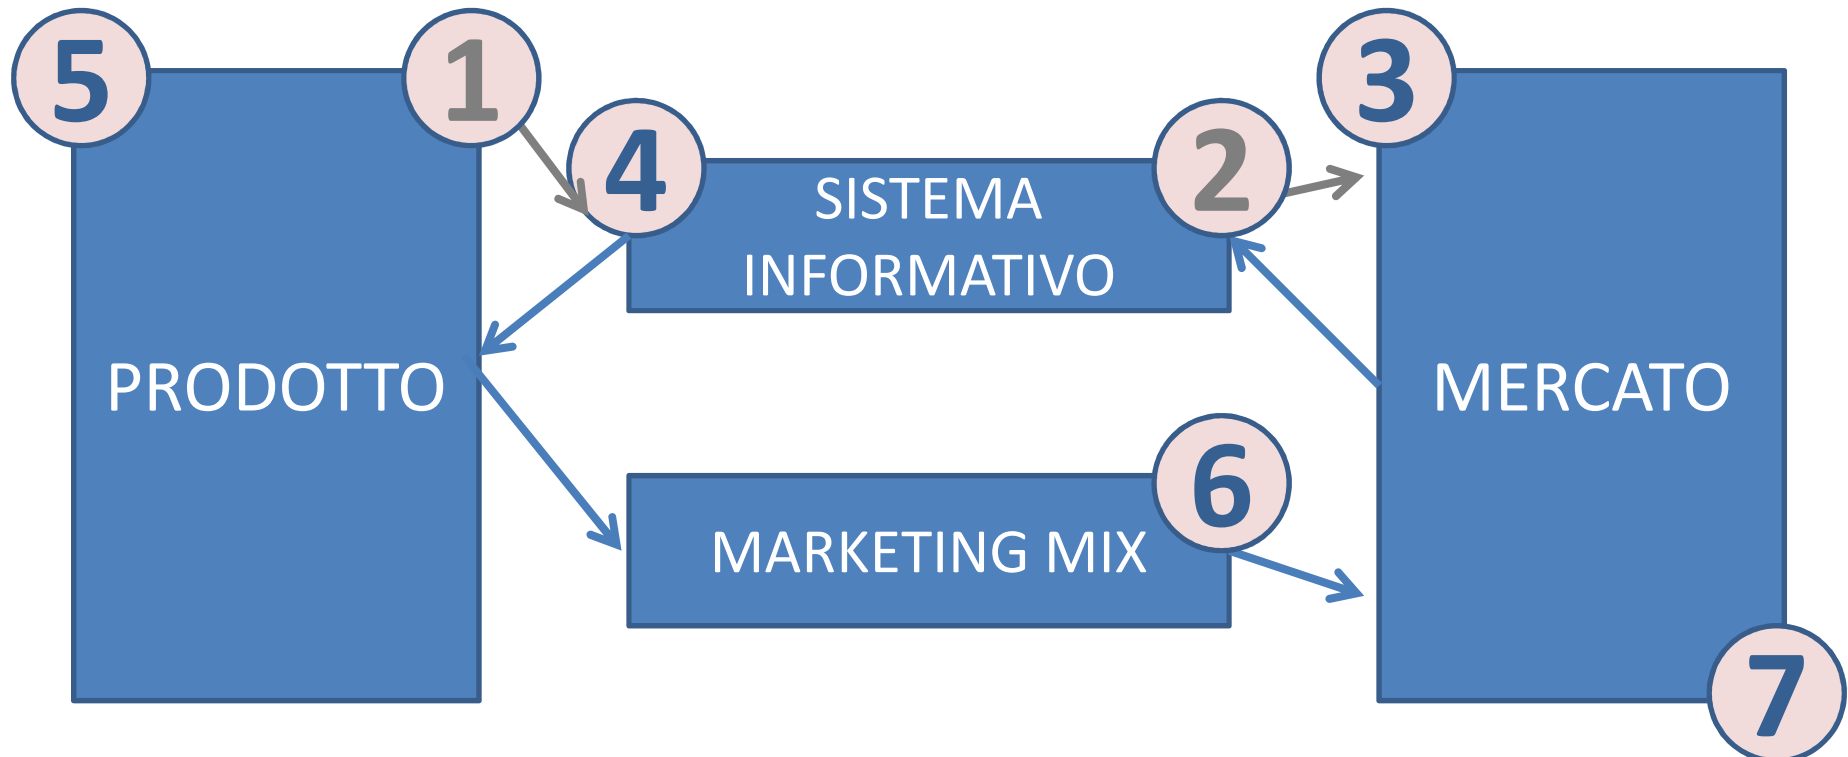 5
1
3
4
2
SISTEMA
INFORMATIVO
PRODOTTO
MERCATO
6
MARKETING MIX
7